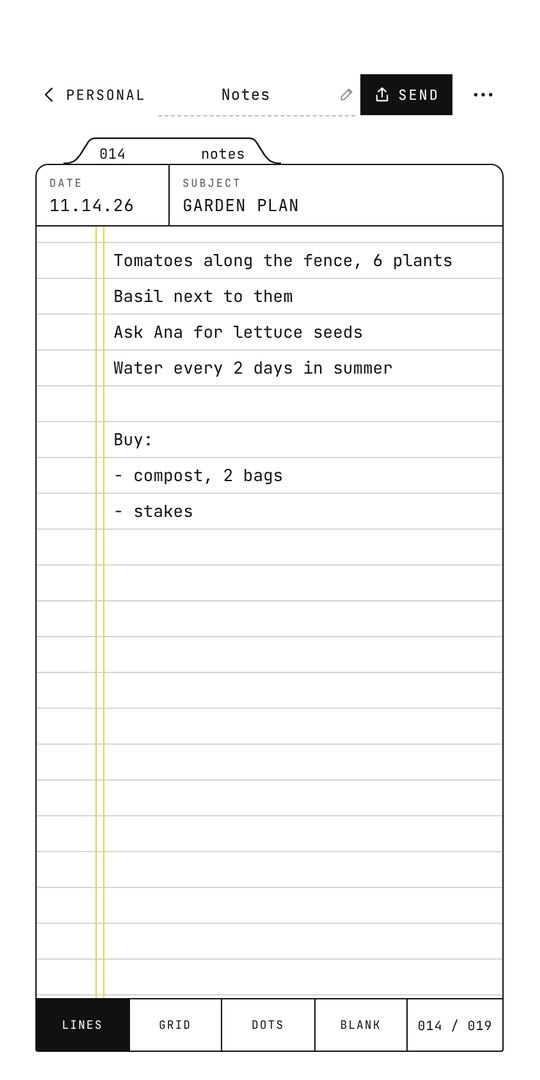 PERSONAL Notes SEND
014 notes
DATE SUBJECT
11.14.26 GARDEN PLAN
Tomatoes along the fence, 6 plants
Basil next to them
Ask Ana for lettuce seeds
Water every 2 days in summer
Buy:
- compost, 2 bags
- stakes
LINES GRID DOTS BLANK 014 / 019